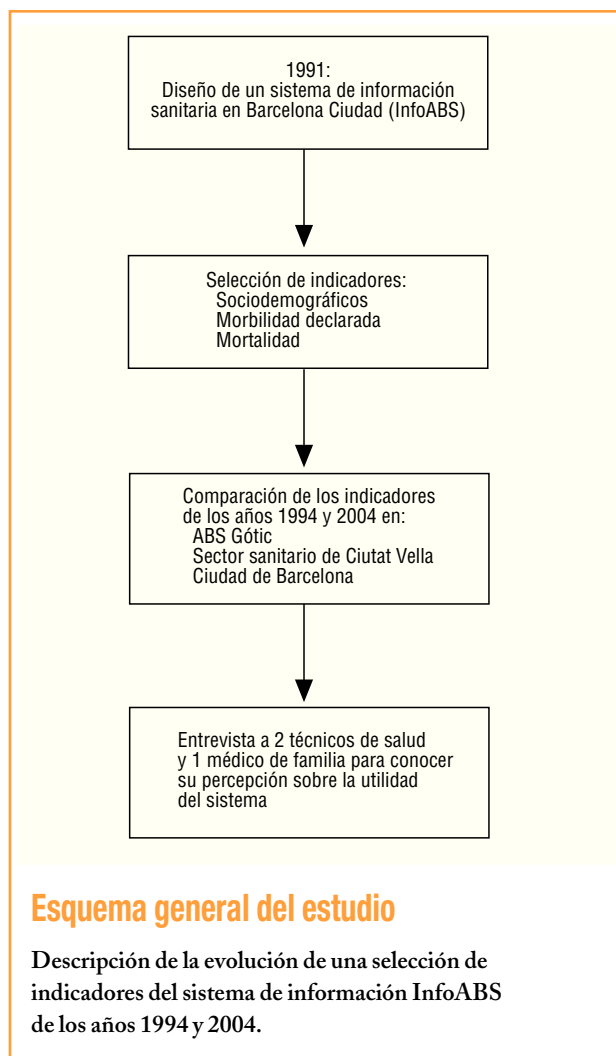 1991:
Diseño de un sistema de información
sanitaria en Barcelona Ciudad (InfoABS)
Selección de indicadores:
Sociodemográficos
Morbilidad declarada
Mortalidad
Comparación de los indicadores
de los años 1994 y 2004 en:
ABS Gótic
Sector sanitario de Ciutat Vella
Ciudad de Barcelona
Entrevista a 2 técnicos de salud
y 1 médico de familia para conocer
su percepción sobre la utilidad
del sistema
Esquema general del estudio
Descripción de la evolución de una selección de
indicadores del sistema de información InfoABS
de los años 1994 y 2004.